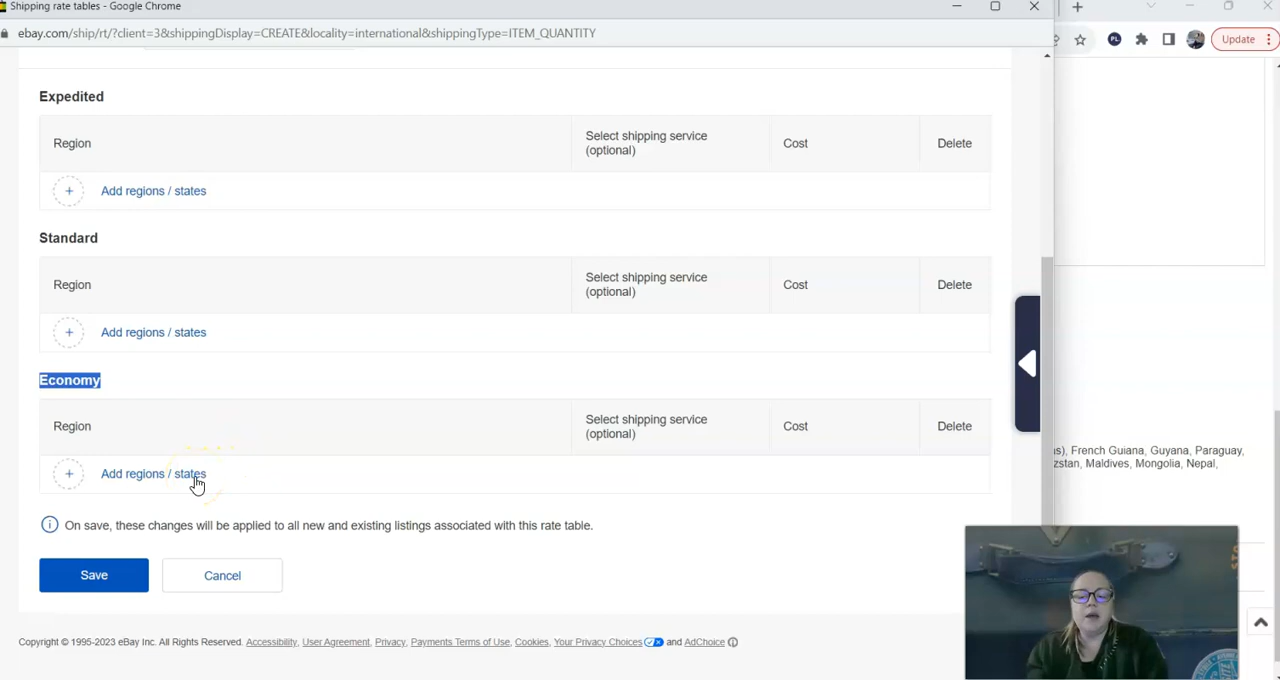 Shipping rate tables - Google Chrome
ebay.com/ship/rt/?client=3&shippingDisplay=CREATE&locality=international&shippingType=ITEM_QUANTITY
PL
Update
Expedited
Region
Select shipping service (optional)
Cost
Delete
+ Add regions / states
Standard
Region
Select shipping service (optional)
Cost
Delete
+ Add regions / states
Economy
Region
Select shipping service (optional)
Cost
Delete
+ Add regions / states
On save, these changes will be applied to all new and existing listings associated with this rate table.
Save
Cancel
Copyright © 1995-2023 eBay Inc. All Rights Reserved. Accessibility, User Agreement, Privacy, Payments Terms of Use, Cookies, Your Privacy Choices and AdChoice
French Guiana, Guyana, Paraguay,
Maldives, Mongolia, Nepal,